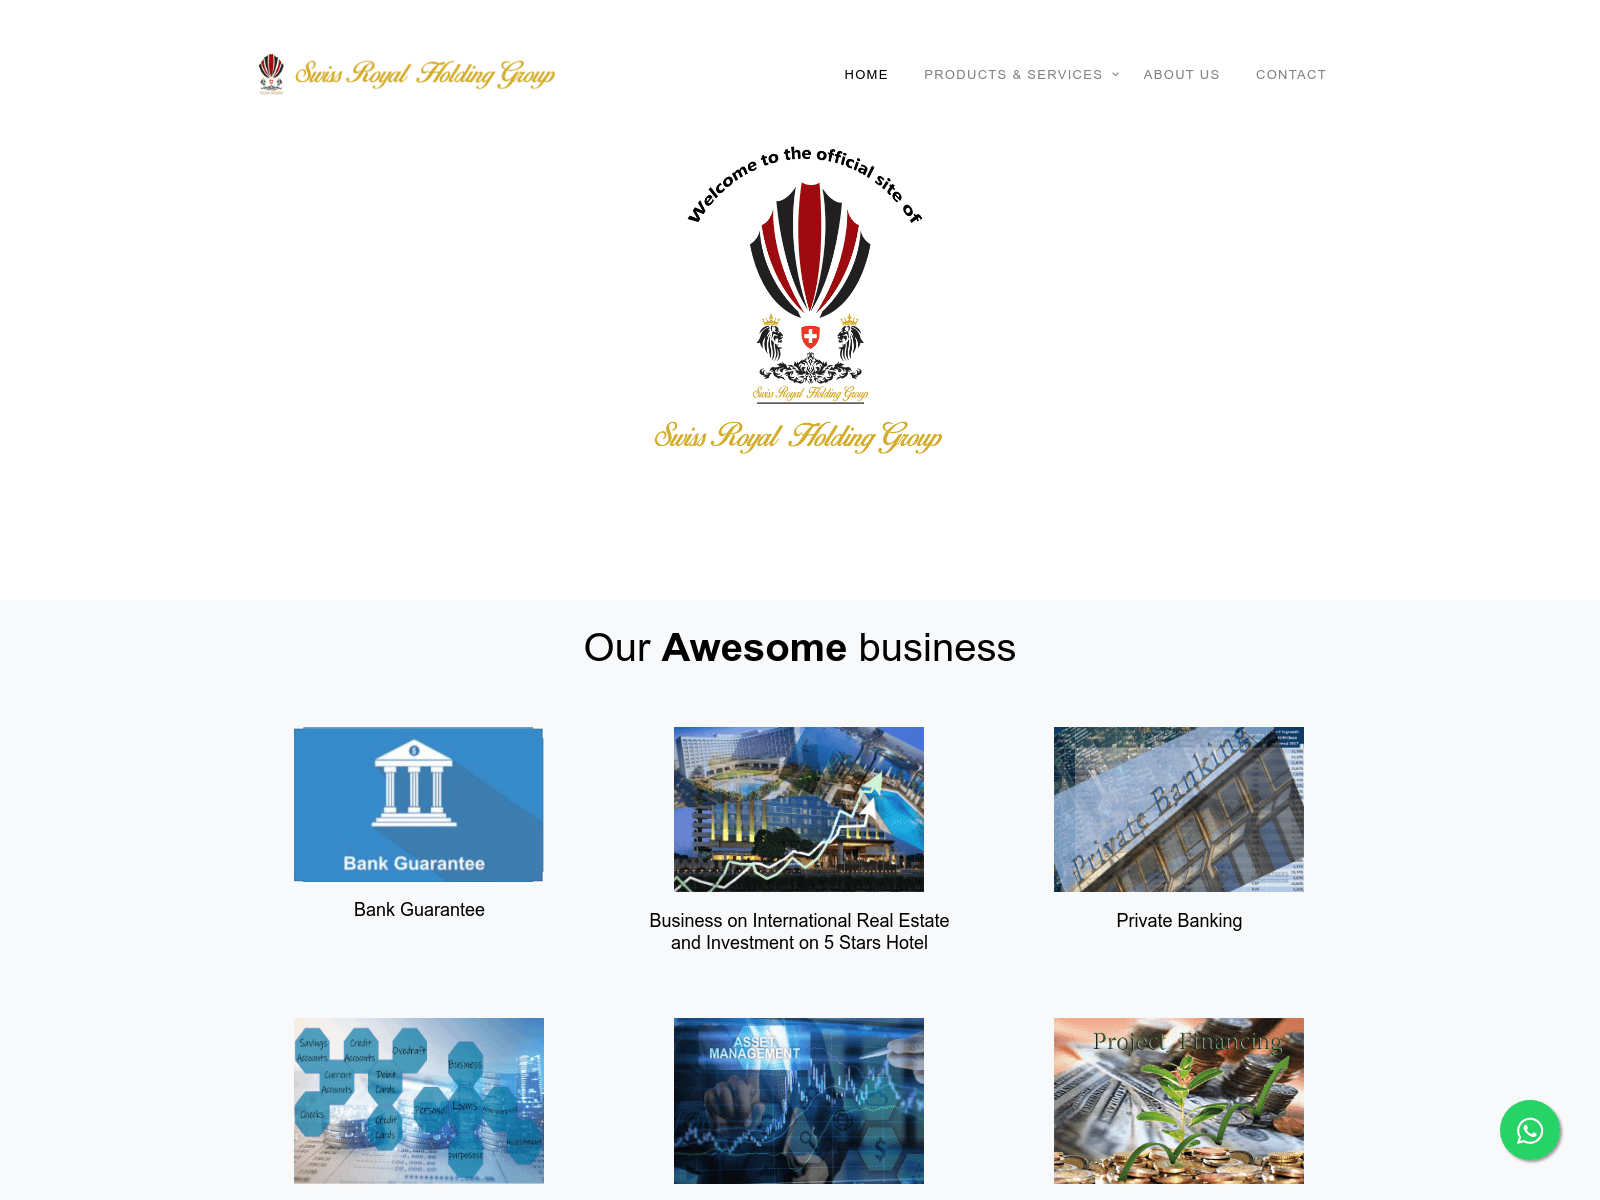 Swiss Royal Holding Group
HOME
PRODUCTS & SERVICES
ABOUT US
CONTACT
Welcome to the official site of
Swiss Royal Holding Group
Swiss Royal Holding Group
Our Awesome business
Bank Guarantee
Bank Guarantee
Business on International Real Estate
and Investment on 5 Stars Hotel
Private Banking
Private Banking
Savings
Accounts
Credit
Accounts
Ovedraft
Business
Current
Accounts
Debit
Cards
Checks
Personal
Loans
Credit
Cards
Investment
purposose
ASSET
MANAGEMENT
Project Financing